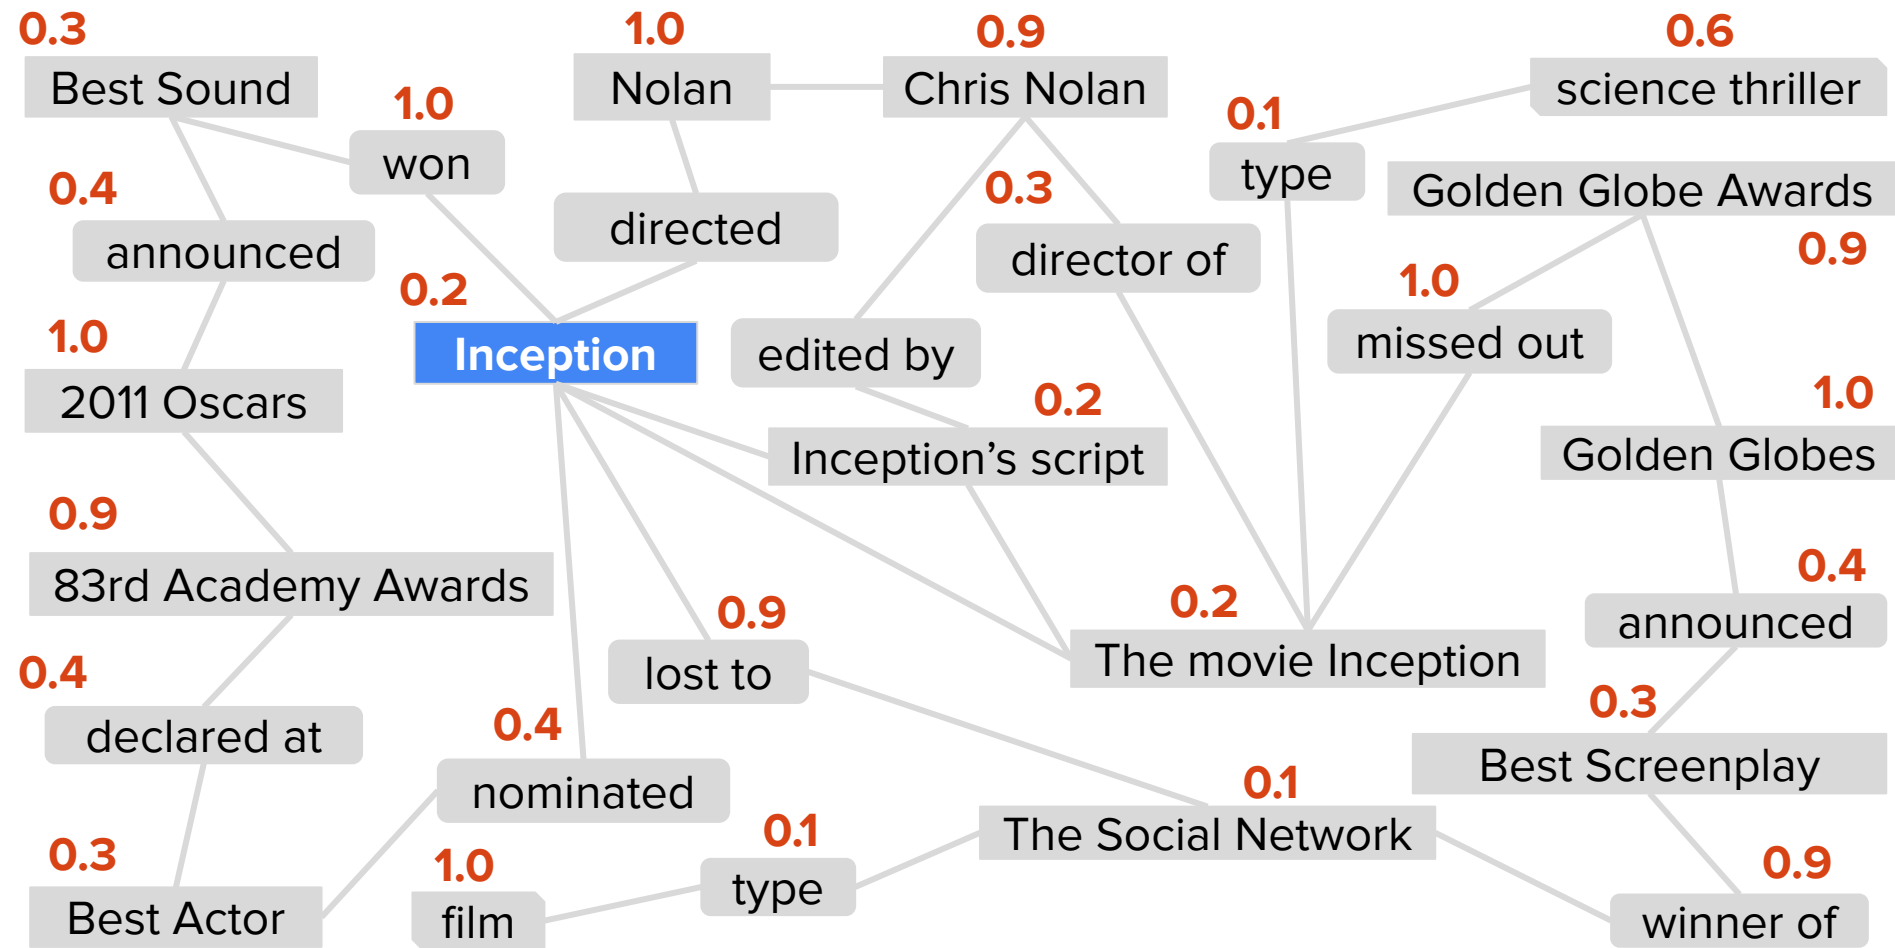 0.3
1.0
0.9
0.6
Best Sound
Nolan
Chris Nolan
science thriller
1.0
0.1
won
type
0.4
0.3
Golden Globe Awards
announced
directed
director of
0.9
0.2
1.0
1.0
Inception
edited by
missed out
2011 Oscars
0.2
1.0
Inception’s script
Golden Globes
0.9
83rd Academy Awards
0.4
0.9
0.2
announced
lost to
The movie Inception
0.4
0.3
declared at
0.4
Best Screenplay
nominated
0.1
0.3
0.1
The Social Network
1.0
0.9
type
Best Actor
film
winner of